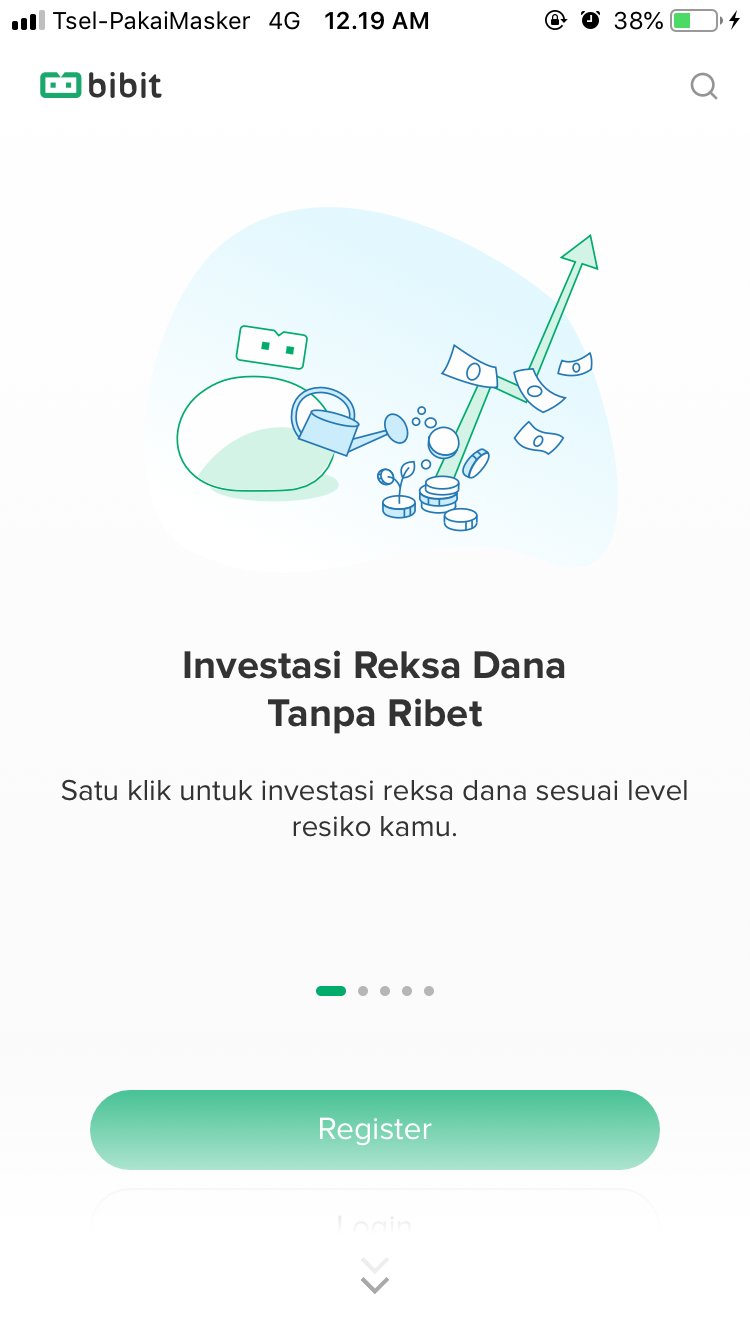 Tsel-PakaiMasker 4G 12.19 AM 38%
bibit
Investasi Reksa Dana
Tanpa Ribet
Satu klik untuk investasi reksa dana sesuai level
resiko kamu.
Register
Login